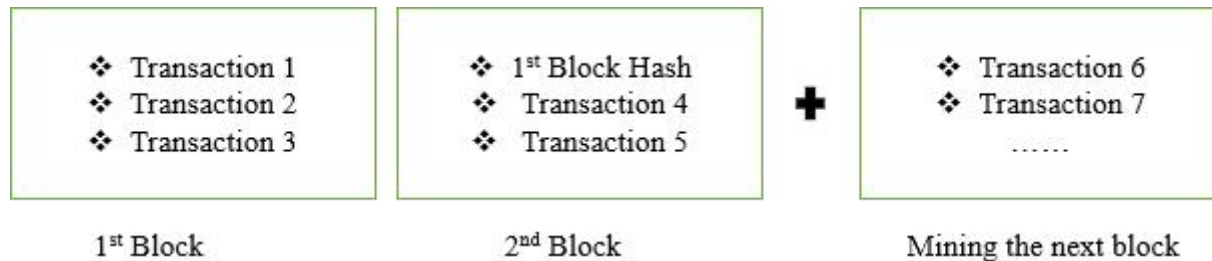 ❖ Transaction 1
❖ Transaction 2
❖ Transaction 3
1st Block
❖ 1st Block Hash
❖ Transaction 4
❖ Transaction 5
2nd Block
❖ Transaction 6
❖ Transaction 7
……
Mining the next block